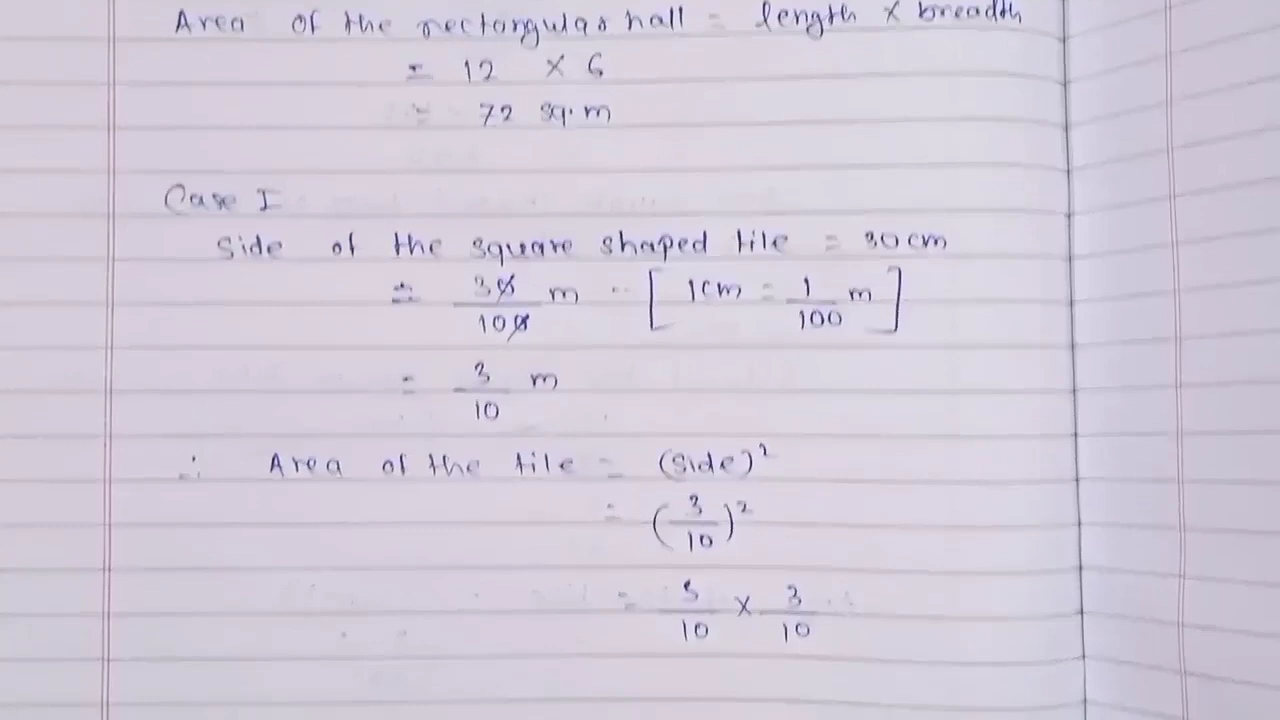 Area of the rectangular hall = length × breadth
= 12 × 6
= 72 sq.m
Case I
Side of the square shaped tile = 30 cm
= 30/100 m -- [1cm = 1/100 m]
= 3/10 m
∴ Area of the tile = (side)²
= (3/10)²
= 3/10 × 3/10